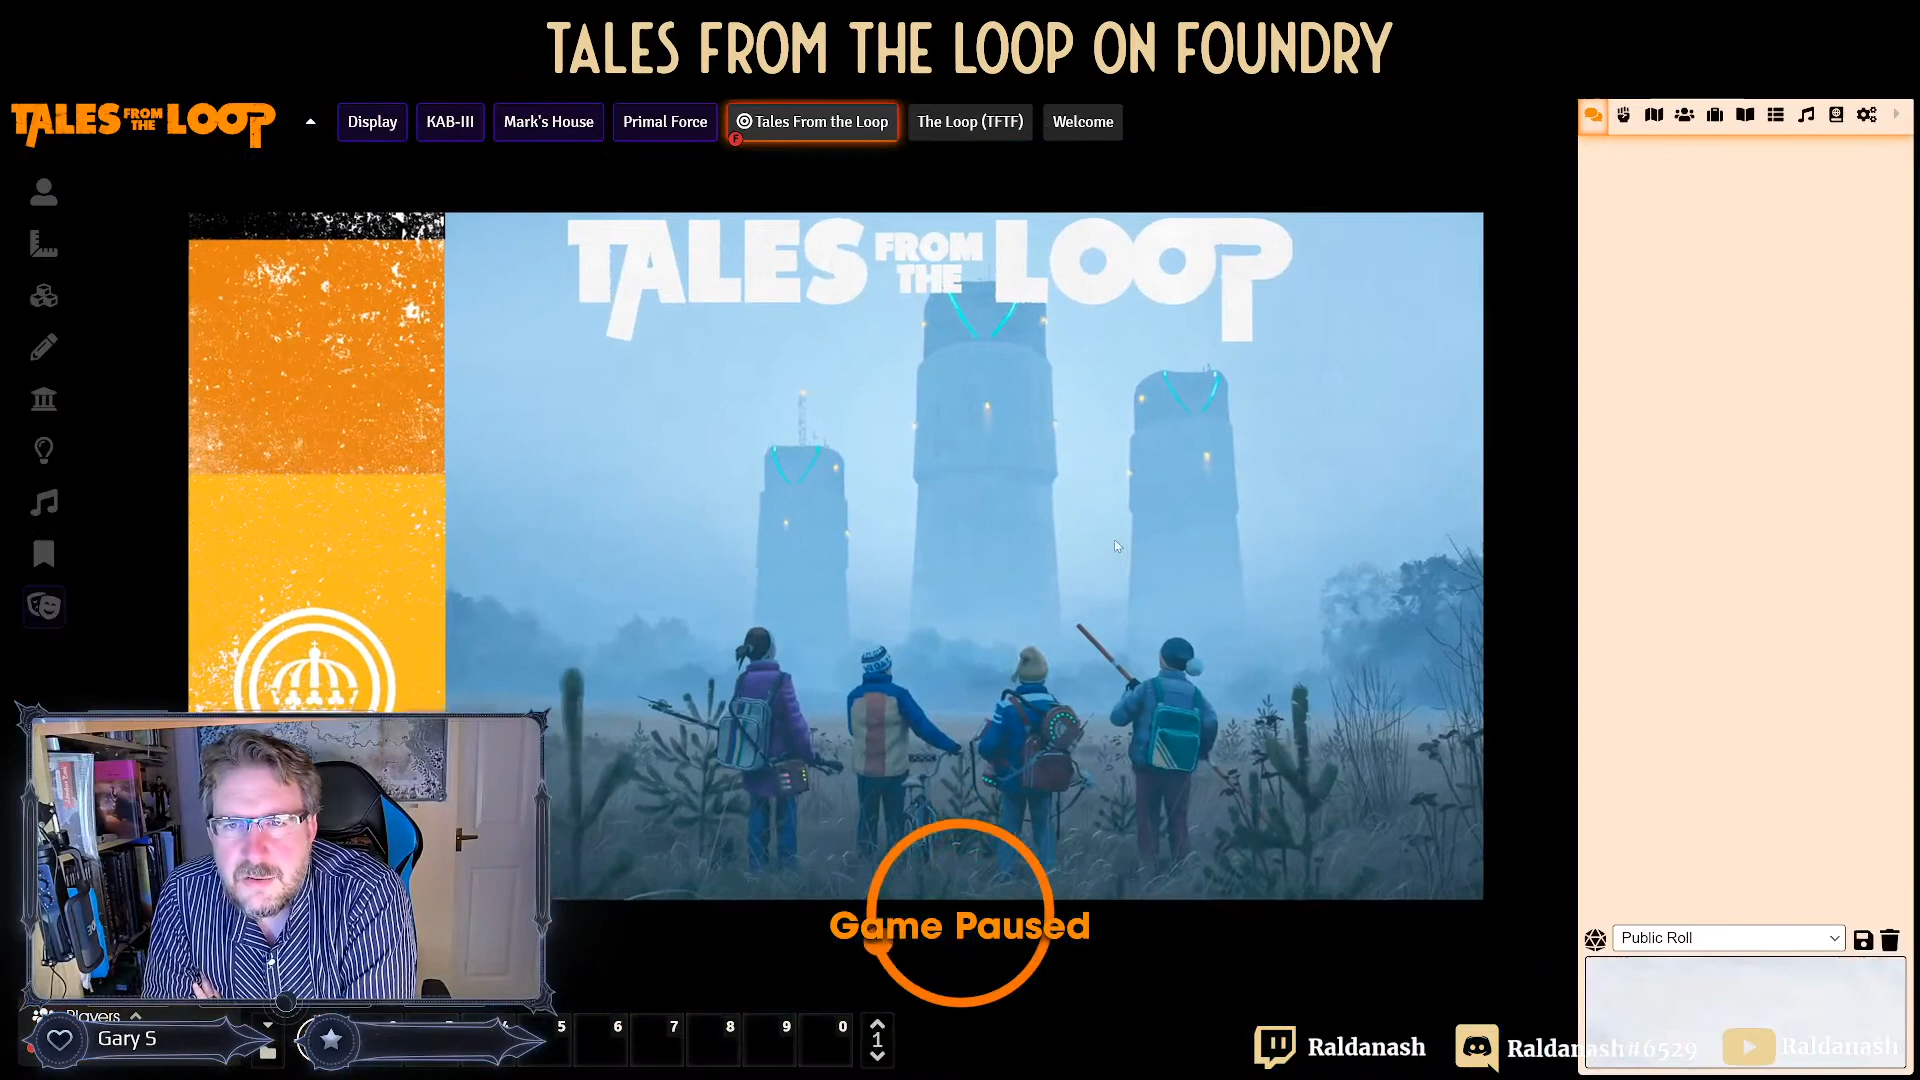 TALES FROM THE LOOP ON FOUNDRY
TALES FROM THE LOOP
Display
KAB-III
Mark's House
Primal Force
Tales From the Loop
F
The Loop (TFTF)
Welcome
TALES FROM THE LOOP
Game Paused
Public Roll
Players
Gary S
5
6
7
8
9
0
1
Raldanash
Raldanash#6529
Raldanash